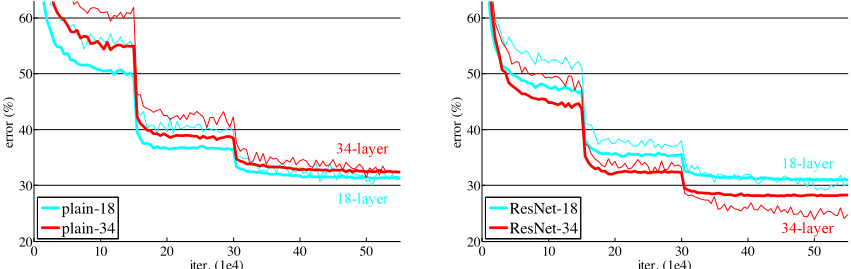 60
50
40
30
20
error (%)
0
10
20
30
40
50
iter. (1e4)
34-layer
18-layer
plain-18
plain-34
60
50
40
30
20
error (%)
0
10
20
30
40
50
iter. (1e4)
18-layer
34-layer
ResNet-18
ResNet-34